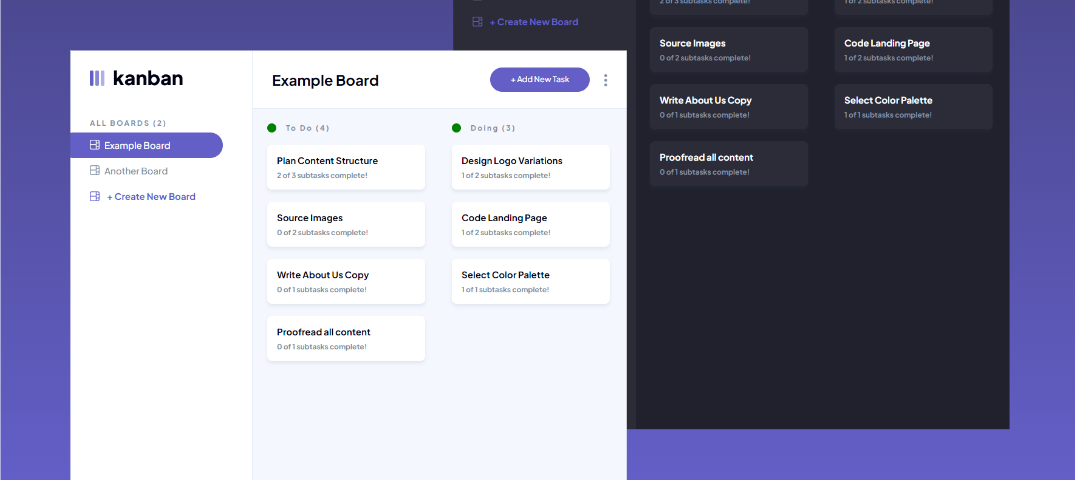 kanban
ALL BOARDS (2)
Example Board
Another Board
+ Create New Board
Example Board
+ Add New Task
To Do (4)
Plan Content Structure
2 of 3 subtasks complete!
Source Images
0 of 2 subtasks complete!
Write About Us Copy
0 of 1 subtasks complete!
Proofread all content
0 of 1 subtasks complete!
Doing (3)
Design Logo Variations
1 of 2 subtasks complete!
Code Landing Page
1 of 2 subtasks complete!
Select Color Palette
1 of 1 subtasks complete!
+ Create New Board
2 of 3 subtasks complete!
Source Images
0 of 2 subtasks complete!
Write About Us Copy
0 of 1 subtasks complete!
Proofread all content
0 of 1 subtasks complete!
1 of 2 subtasks complete!
Code Landing Page
1 of 2 subtasks complete!
Select Color Palette
1 of 1 subtasks complete!